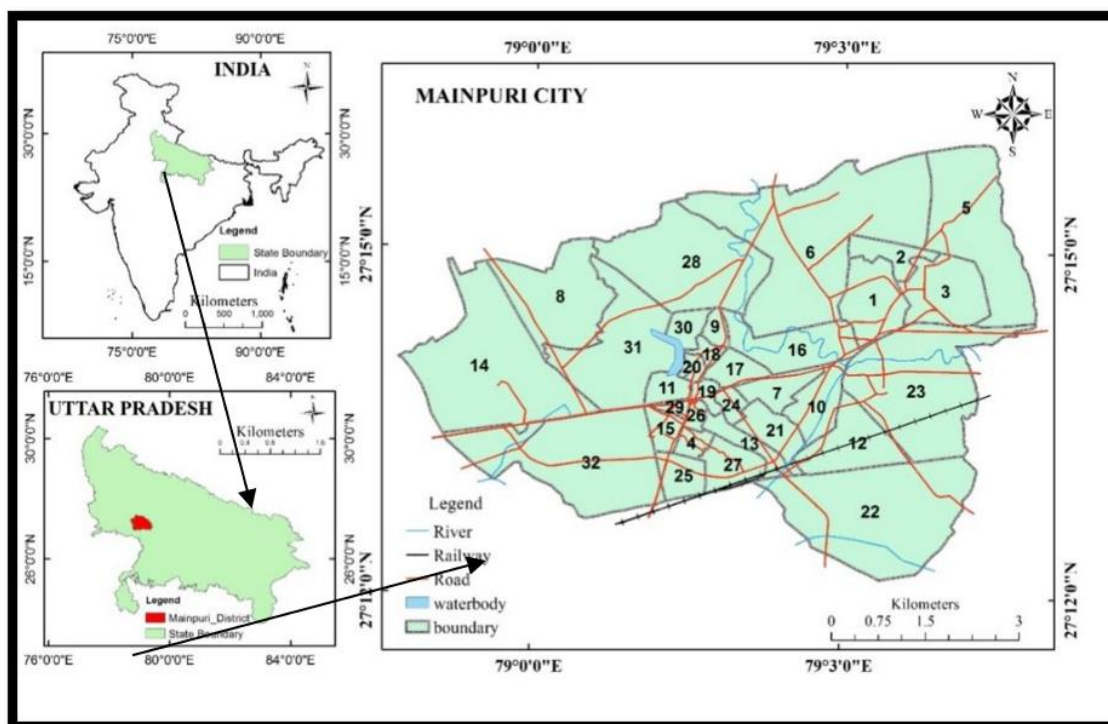 75°0'0"E 90°0'0"E
INDIA
N
30°0'0"N
15°0'0"N
30°0'0"N
15°0'0"N
Legend
State Boundary
India
Kilometers
0 500 1,000
75°0'0"E 90°0'0"E
76°0'0"E 80°0'0"E 84°0'0"E
UTTAR PRADESH
N
Kilometers
0 0.4 0.8 1.6
30°0'0"N
26°0'0"N
30°0'0"N
26°0'0"N
Legend
Mainpuri_District
State Boundary
76°0'0"E 80°0'0"E 84°0'0"E
79°0'0"E 79°3'0"E
MAINPURI CITY
N
W E
S
27°15'0"N
27°12'0"N
27°15'0"N
27°12'0"N
5
2
6
28
8
3
1
30 9
31
18
16
14
20 17
11 19 7
23
29 24
26 10
15 21
4 13 12
32 27
25
22
Legend
River
Railway
Road
waterbody
boundary
Kilometers
0 0.75 1.5 3
79°0'0"E 79°3'0"E